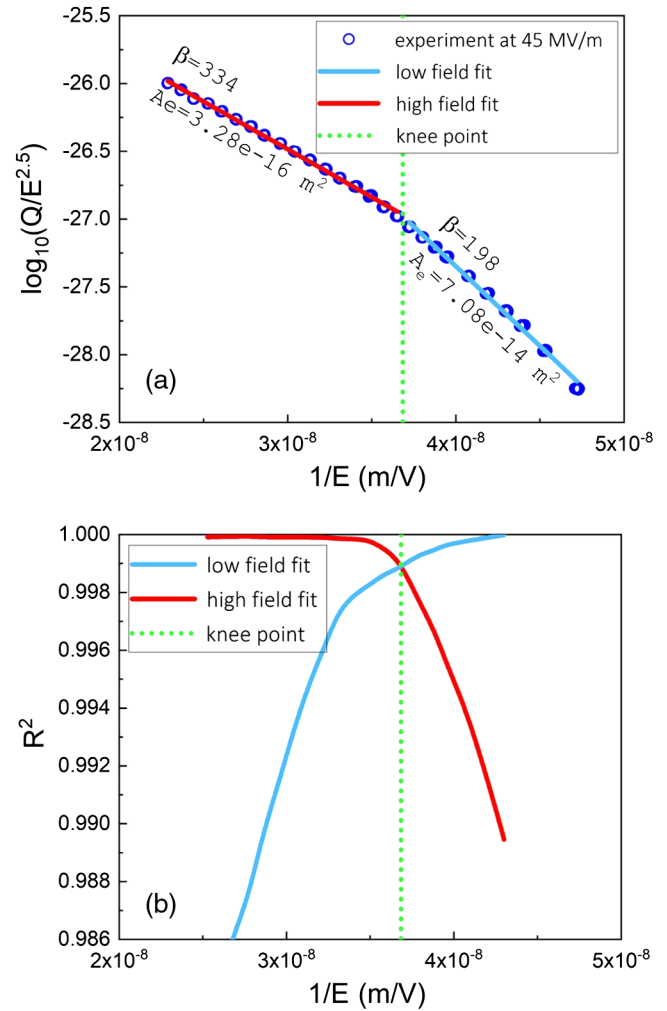 -25.5
-26.0
-26.5
-27.0
-27.5
-28.0
-28.5
log₁₀(Q/E²·⁵)
experiment at 45 MV/m
low field fit
high field fit
knee point
β=334
Ae=3.28e-16 m²
β=198
Aₑ=7.08e-14 m²
(a)
2x10⁻⁸ 3x10⁻⁸ 4x10⁻⁸ 5x10⁻⁸
1/E (m/V)
1.000
0.998
0.996
0.994
0.992
0.990
0.988
0.986
R²
low field fit
high field fit
knee point
(b)
2x10⁻⁸ 3x10⁻⁸ 4x10⁻⁸ 5x10⁻⁸
1/E (m/V)